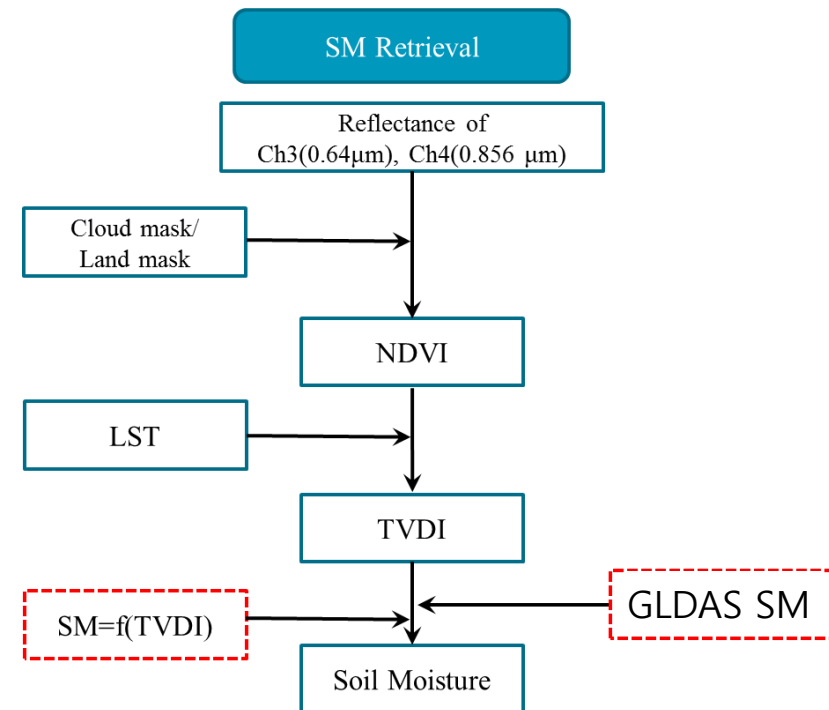 SM Retrieval
Reflectance of
Ch3(0.64μm), Ch4(0.856 μm)
Cloud mask/
Land mask
NDVI
LST
TVDI
SM=f(TVDI)
GLDAS SM
Soil Moisture